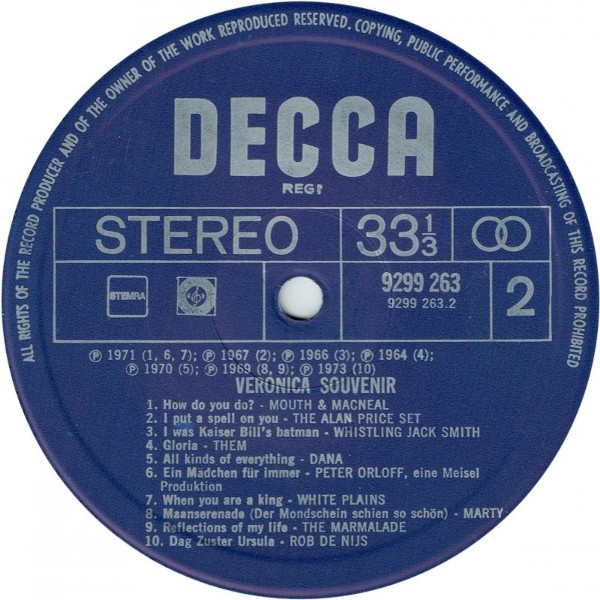 ALL RIGHTS OF THE RECORD PRODUCER AND OF THE OWNER OF THE WORK REPRODUCED RESERVED. COPYING, PUBLIC PERFORMANCE AND BROADCASTING OF THIS RECORD PROHIBITED
DECCA
REG!
STEREO 33 1/3
STEMRA 9299 263 2
9299 263.2
℗ 1971 (1, 6, 7); ℗ 1967 (2); ℗ 1966 (3); ℗ 1964 (4);
℗ 1970 (5); ℗ 1969 (8, 9); ℗ 1973 (10)
VERONICA SOUVENIR
1. How do you do? - MOUTH & MACNEAL
2. I put a spell on you - THE ALAN PRICE SET
3. I was Kaiser Bill's batman - WHISTLING JACK SMITH
4. Gloria - THEM
5. All kinds of everything - DANA
6. Ein Mädchen für immer - PETER ORLOFF, eine Meisel
Produktion
7. When you are a king - WHITE PLAINS
8. Maanserenade (Der Mondschein schien so schön) - MARTY
9. Reflections of my life - THE MARMALADE
10. Dag Zuster Ursula - ROB DE NIJS